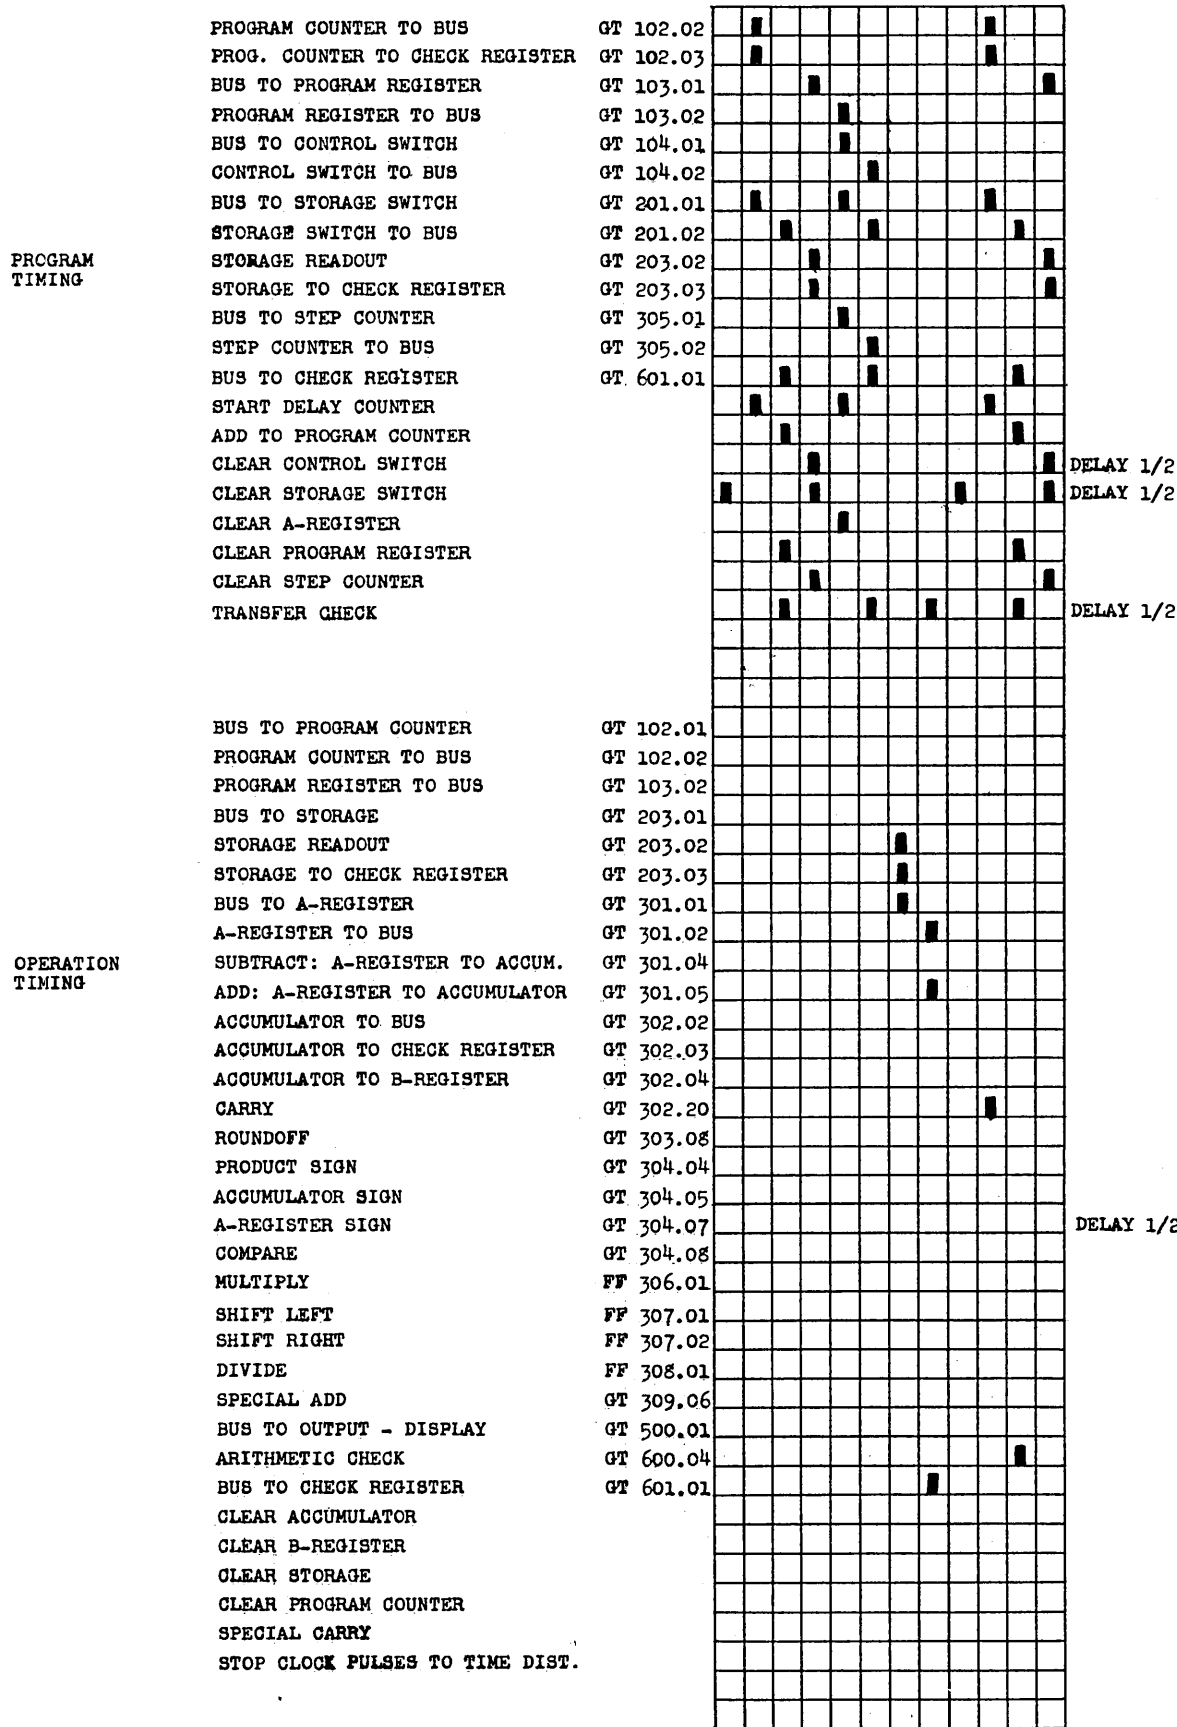 PROGRAM COUNTER TO BUS GT 102.02
PROG. COUNTER TO CHECK REGISTER GT 102.03
BUS TO PROGRAM REGISTER GT 103.01
PROGRAM REGISTER TO BUS GT 103.02
BUS TO CONTROL SWITCH GT 104.01
CONTROL SWITCH TO BUS GT 104.02
BUS TO STORAGE SWITCH GT 201.01
STORAGE SWITCH TO BUS GT 201.02
PROGRAM
TIMING
STORAGE READOUT GT 203.02
STORAGE TO CHECK REGISTER GT 203.03
BUS TO STEP COUNTER GT 305.01
STEP COUNTER TO BUS GT 305.02
BUS TO CHECK REGISTER GT 601.01
START DELAY COUNTER
ADD TO PROGRAM COUNTER
CLEAR CONTROL SWITCH DELAY 1/2
CLEAR STORAGE SWITCH DELAY 1/2
CLEAR A-REGISTER
CLEAR PROGRAM REGISTER
CLEAR STEP COUNTER
TRANSFER CHECK DELAY 1/2
BUS TO PROGRAM COUNTER GT 102.01
PROGRAM COUNTER TO BUS GT 102.02
PROGRAM REGISTER TO BUS GT 103.02
BUS TO STORAGE GT 203.01
STORAGE READOUT GT 203.02
STORAGE TO CHECK REGISTER GT 203.03
BUS TO A-REGISTER GT 301.01
A-REGISTER TO BUS GT 301.02
OPERATION
TIMING
SUBTRACT: A-REGISTER TO ACCUM. GT 301.04
ADD: A-REGISTER TO ACCUMULATOR GT 301.05
ACCUMULATOR TO BUS GT 302.02
ACCUMULATOR TO CHECK REGISTER GT 302.03
ACCUMULATOR TO B-REGISTER GT 302.04
CARRY GT 302.20
ROUNDOFF GT 303.08
PRODUCT SIGN GT 304.04
ACCUMULATOR SIGN GT 304.05
A-REGISTER SIGN GT 304.07 DELAY 1/2
COMPARE GT 304.08
MULTIPLY FF 306.01
SHIFT LEFT FF 307.01
SHIFT RIGHT FF 307.02
DIVIDE FF 308.01
SPECIAL ADD GT 309.06
BUS TO OUTPUT - DISPLAY GT 500.01
ARITHMETIC CHECK GT 600.04
BUS TO CHECK REGISTER GT 601.01
CLEAR ACCUMULATOR
CLEAR B-REGISTER
CLEAR STORAGE
CLEAR PROGRAM COUNTER
SPECIAL CARRY
STOP CLOCK PULSES TO TIME DIST.